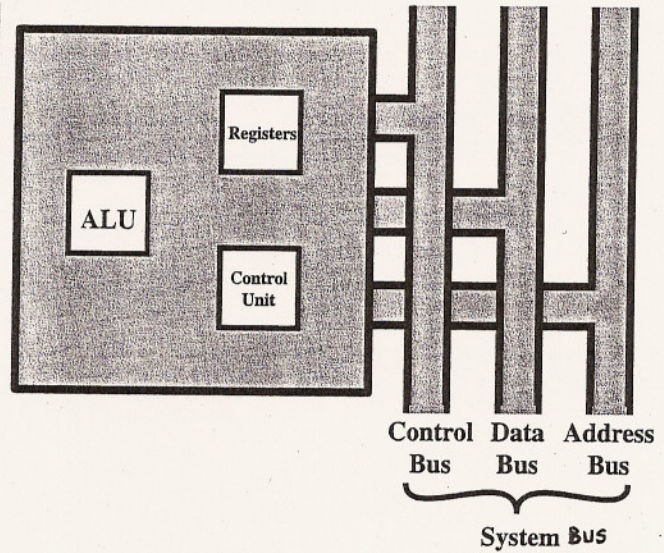 Registers
ALU
Control
Unit
Control Data Address
Bus Bus Bus
System BUS